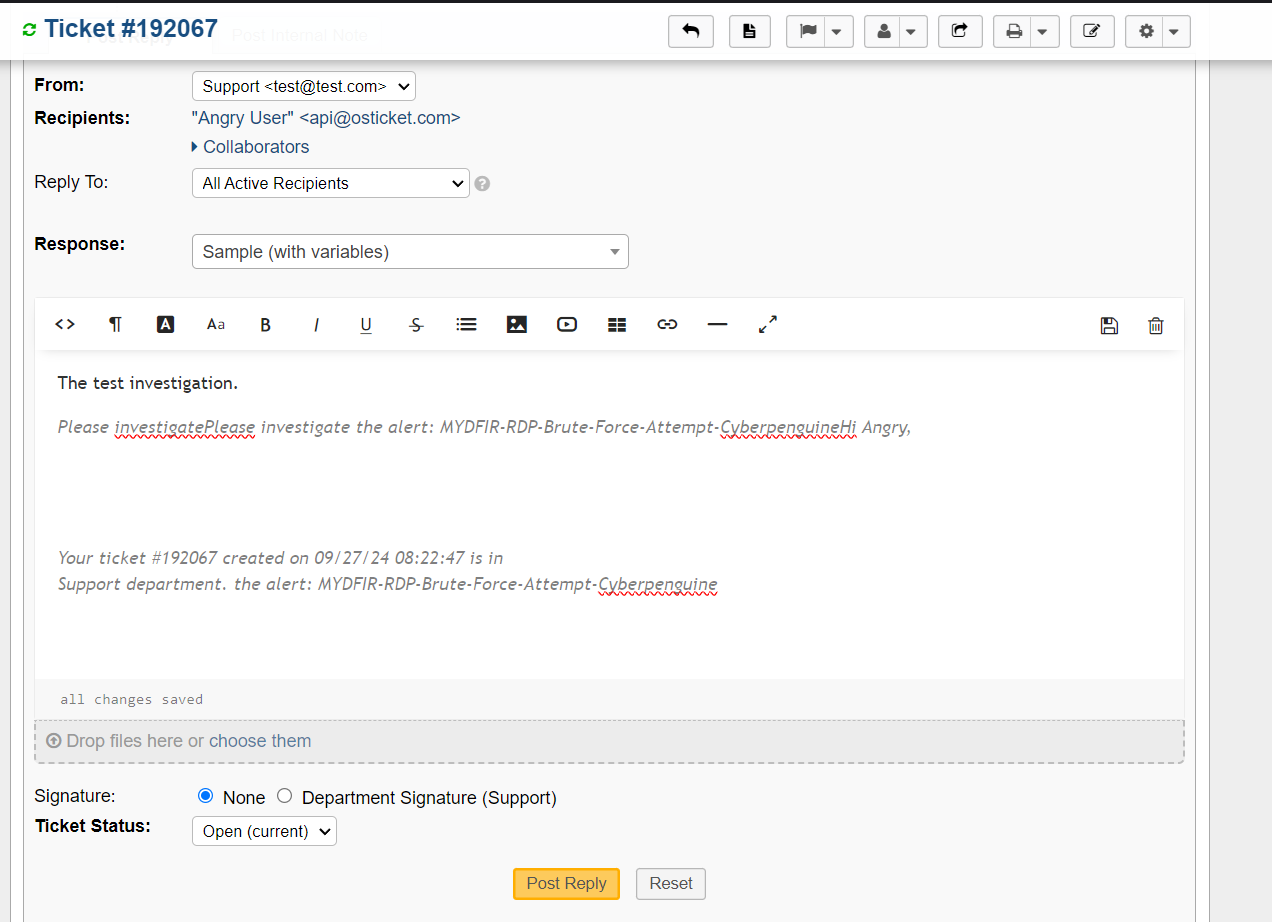 Ticket #192067
Post Internal Note
From:
Support <test@test.com>
Recipients:
"Angry User" <api@osticket.com>
Collaborators
Reply To:
All Active Recipients
Response:
Sample (with variables)
Aa
B
I
U
S
The test investigation.
Please investigatePlease investigate the alert: MYDFIR-RDP-Brute-Force-Attempt-CyberpenguineHi Angry,
Your ticket #192067 created on 09/27/24 08:22:47 is in
Support department. the alert: MYDFIR-RDP-Brute-Force-Attempt-Cyberpenguine
all changes saved
Drop files here or choose them
Signature:
None
Department Signature (Support)
Ticket Status:
Open (current)
Post Reply
Reset